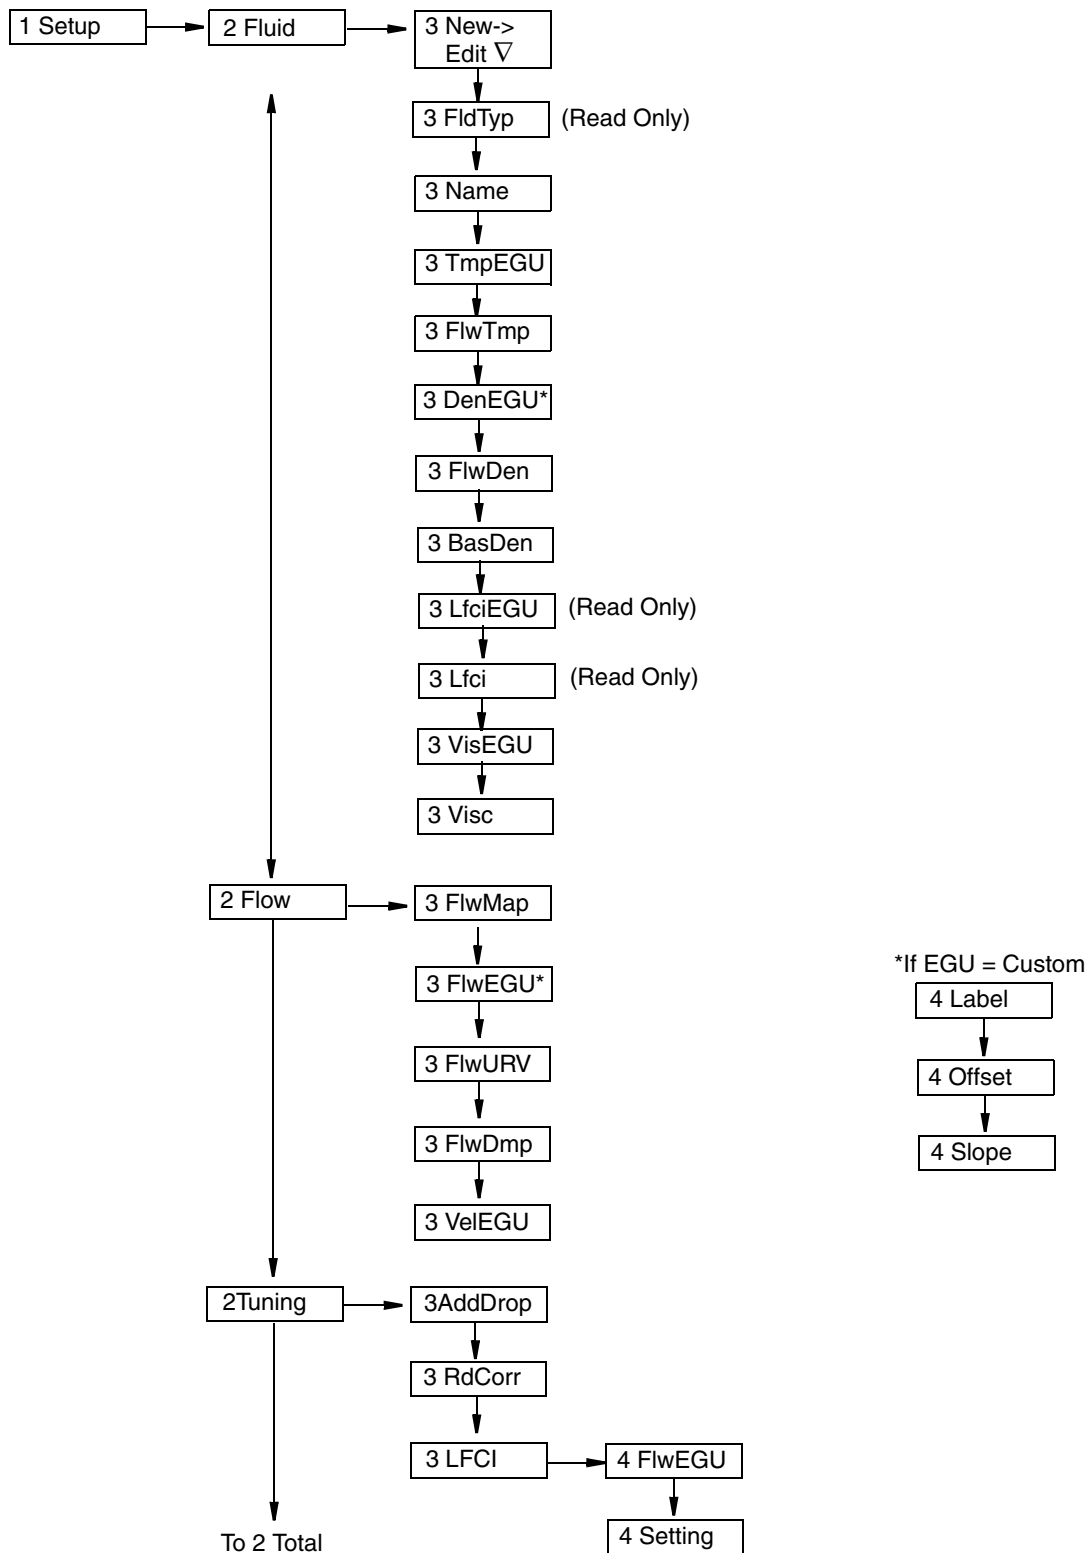 1 Setup
2 Fluid
3 New->
Edit ∇
3 FldTyp
(Read Only)
3 Name
3 TmpEGU
3 FlwTmp
3 DenEGU*
3 FlwDen
3 BasDen
3 LfciEGU
(Read Only)
3 Lfci
(Read Only)
3 VisEGU
3 Visc
2 Flow
3 FlwMap
3 FlwEGU*
3 FlwURV
3 FlwDmp
3 VelEGU
*If EGU = Custom
4 Label
4 Offset
4 Slope
2Tuning
3AddDrop
3 RdCorr
3 LFCI
4 FlwEGU
4 Setting
To 2 Total